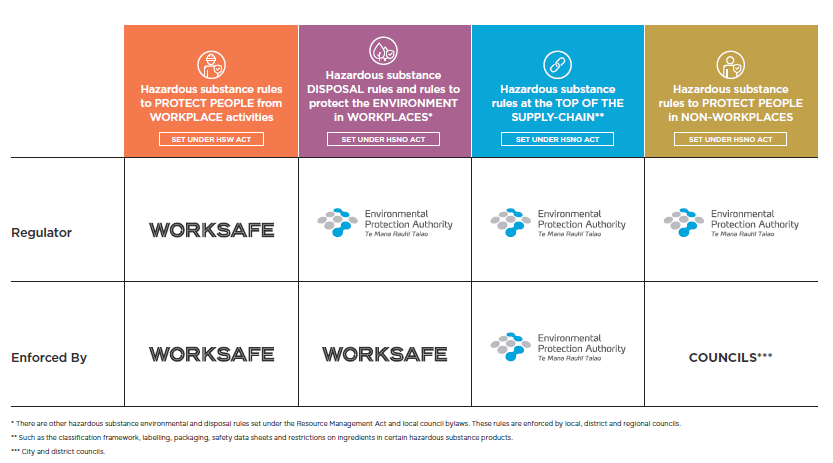 Hazardous substance rules
to PROTECT PEOPLE from
WORKPLACE activities
SET UNDER HSW ACT
Hazardous substance
DISPOSAL rules and rules to
protect the ENVIRONMENT
in WORKPLACES*
SET UNDER HSNO ACT
Hazardous substance
rules at the TOP OF THE
SUPPLY-CHAIN**
SET UNDER HSNO ACT
Hazardous substance
rules to PROTECT PEOPLE
in NON-WORKPLACES
SET UNDER HSNO ACT
Regulator
WORKSAFE
Environmental
Protection Authority
Te Mana Rauhī Taiao
Environmental
Protection Authority
Te Mana Rauhī Taiao
Environmental
Protection Authority
Te Mana Rauhī Taiao
Enforced By
WORKSAFE
WORKSAFE
Environmental
Protection Authority
Te Mana Rauhī Taiao
COUNCILS***
* There are other hazardous substance environmental and disposal rules set under the Resource Management Act and local council bylaws. These rules are enforced by local, district and regional councils.
** Such as the classification framework, labelling, packaging, safety data sheets and restrictions on ingredients in certain hazardous substance products.
*** City and district councils.